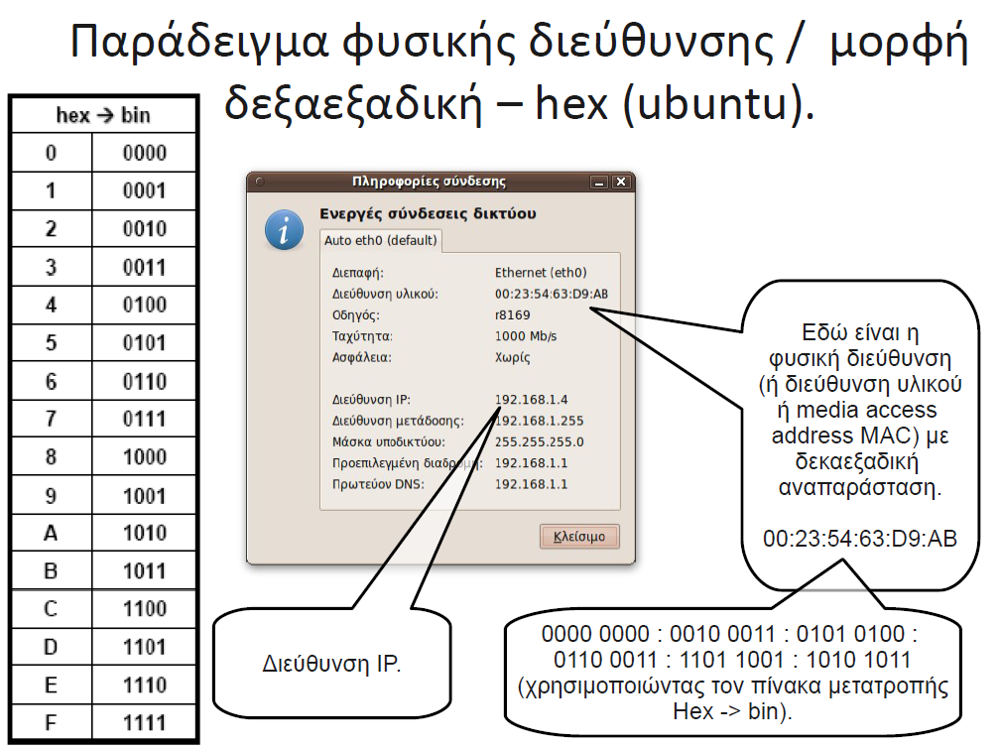 Παράδειγμα φυσικής διεύθυνσης / μορφή
δεξαεξαδική – hex (ubuntu).
hex → bin
0 0000
1 0001
2 0010
3 0011
4 0100
5 0101
6 0110
7 0111
8 1000
9 1001
A 1010
B 1011
C 1100
D 1101
E 1110
F 1111
Πληροφορίες σύνδεσης
Ενεργές σύνδεσεις δικτύου
Auto eth0 (default)
Διεπαφή: Ethernet (eth0)
Διεύθυνση υλικού: 00:23:54:63:D9:AB
Οδηγός: r8169
Ταχύτητα: 1000 Mb/s
Ασφάλεια: Χωρίς
Διεύθυνση IP: 192.168.1.4
Διεύθυνση μετάδοσης: 192.168.1.255
Μάσκα υποδικτύου: 255.255.255.0
Προεπιλεγμένη διαδρομή: 192.168.1.1
Πρωτεύον DNS: 192.168.1.1
Κλείσιμο
Εδώ είναι η
φυσική διεύθυνση
(ή διεύθυνση υλικού
ή media access
address MAC) με
δεκαεξαδική
αναπαράσταση.
00:23:54:63:D9:AB
Διεύθυνση IP.
0000 0000 : 0010 0011 : 0101 0100 :
0110 0011 : 1101 1001 : 1010 1011
(χρησιμοποιώντας τον πίνακα μετατροπής
Hex -> bin).